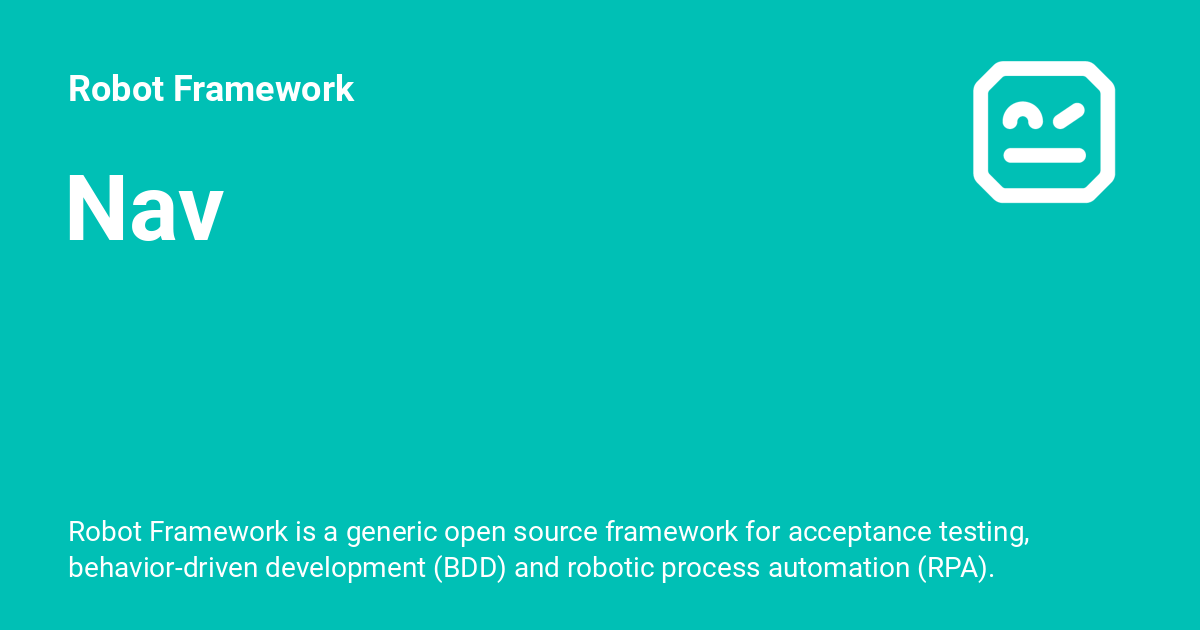 Robot Framework
Nav
Robot Framework is a generic open source framework for acceptance testing,
behavior-driven development (BDD) and robotic process automation (RPA).